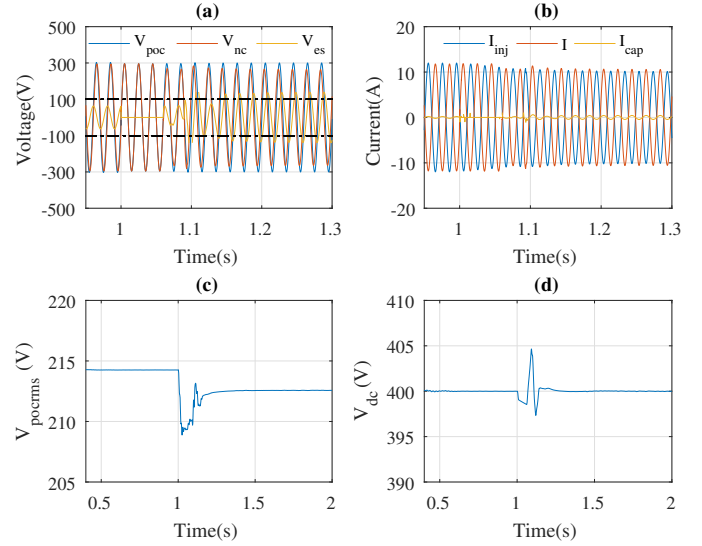 (a)
V_poc V_nc V_es
Voltage(V)
500
300
100
-100
-300
-500
1 1.1 1.2 1.3
Time(s)
(b)
I_inj I I_cap
Current(A)
20
10
0
-10
-20
1 1.1 1.2 1.3
Time(s)
(c)
V_pocrms (V)
220
215
210
205
0.5 1 1.5 2
Time(s)
(d)
V_dc (V)
410
405
400
395
390
0.5 1 1.5 2
Time(s)